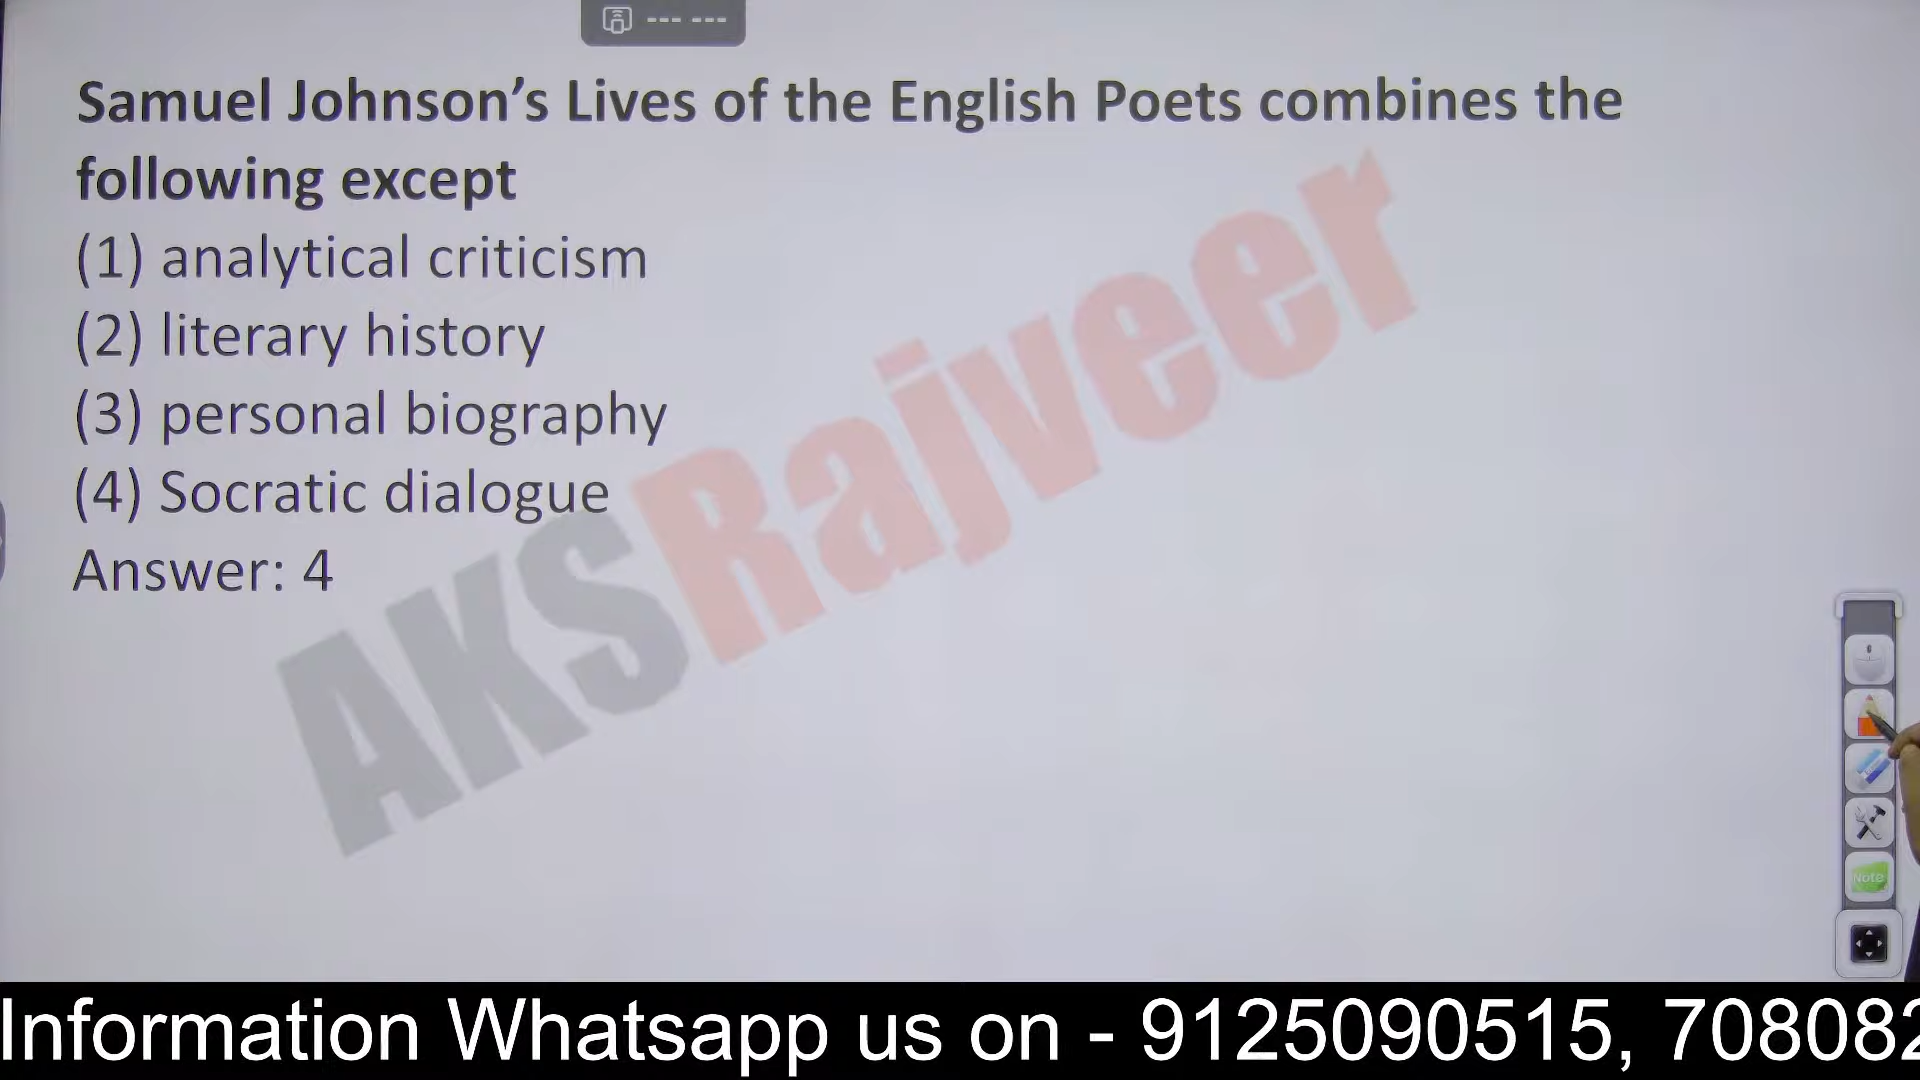 Samuel Johnson’s Lives of the English Poets combines the
following except
(1) analytical criticism
(2) literary history
(3) personal biography
(4) Socratic dialogue
Answer: 4
AKSRajveer
Note
Information Whatsapp us on - 9125090515, 708082